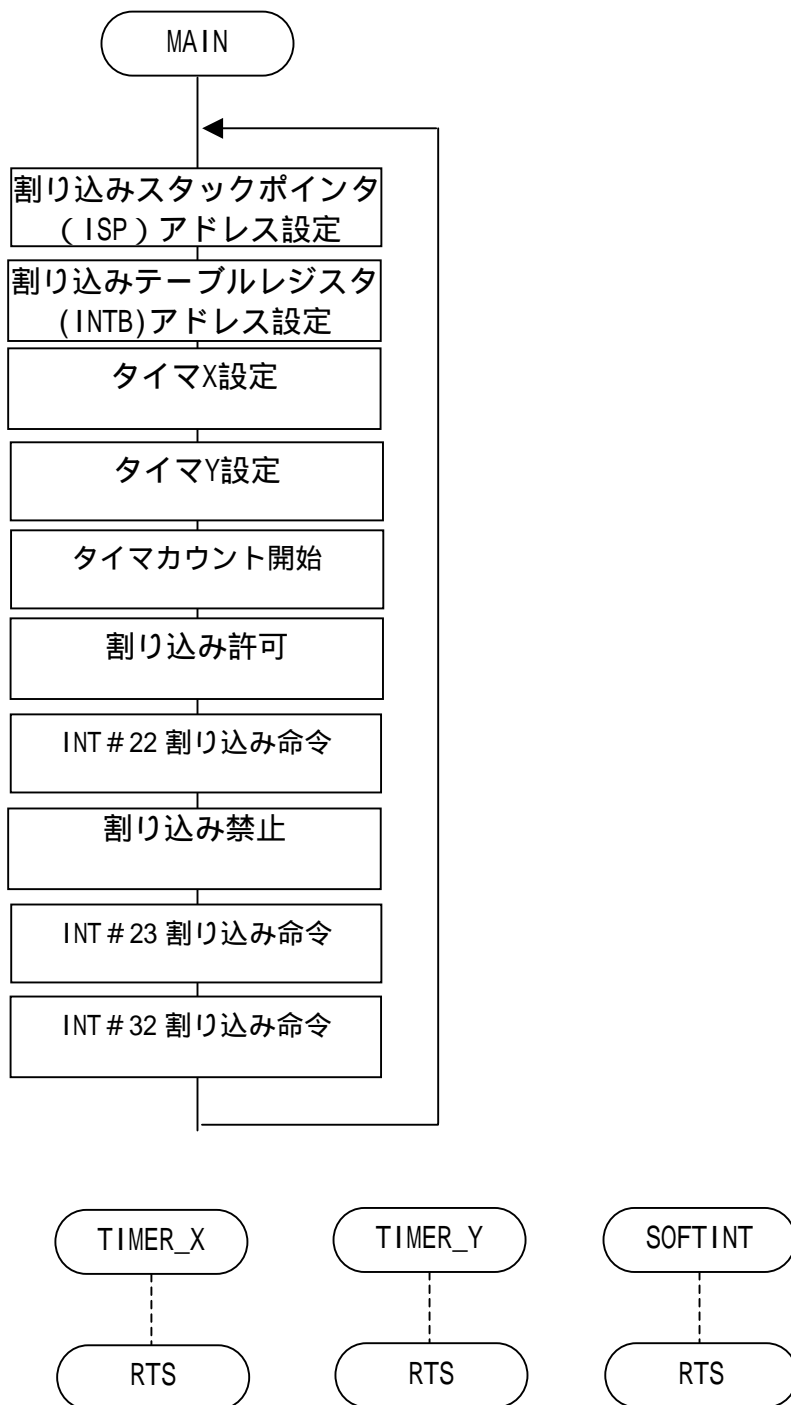 MAIN
割り込みスタックポインタ
(ISP)アドレス設定
割り込みテーブルレジスタ
(INTB)アドレス設定
タイマX設定
タイマY設定
タイマカウント開始
割り込み許可
INT#22 割り込み命令
割り込み禁止
INT#23 割り込み命令
INT#32 割り込み命令
TIMER_X
TIMER_Y
SOFTINT
RTS
RTS
RTS